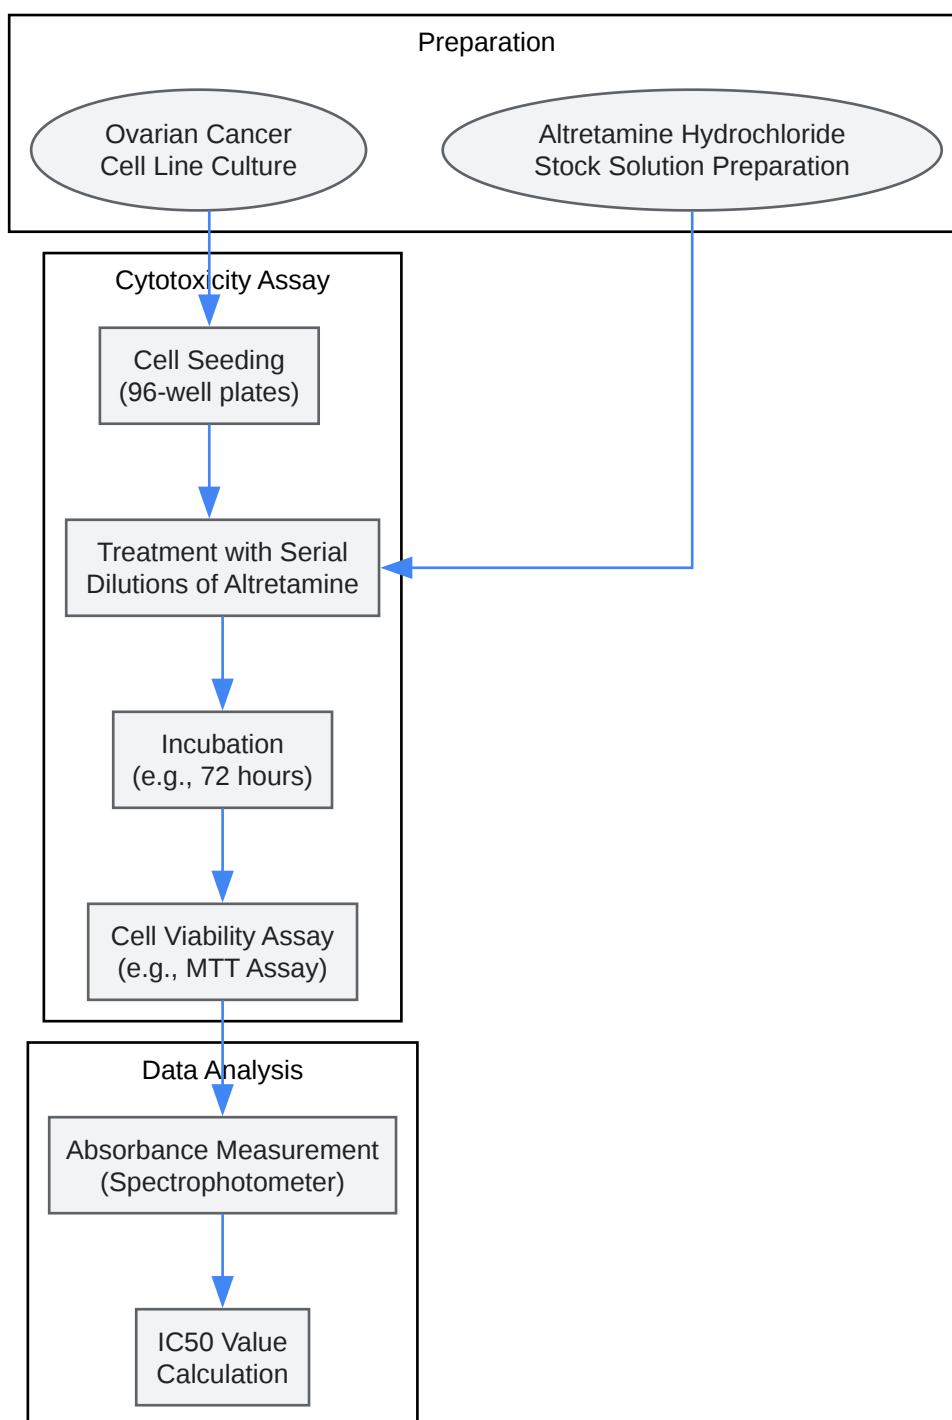 Preparation
Ovarian Cancer
Cell Line Culture
Altretamine Hydrochloride
Stock Solution Preparation
Cytotoxicity Assay
Cell Seeding
(96-well plates)
Treatment with Serial
Dilutions of Altretamine
Incubation
(e.g., 72 hours)
Cell Viability Assay
(e.g., MTT Assay)
Data Analysis
Absorbance Measurement
(Spectrophotometer)
IC50 Value
Calculation